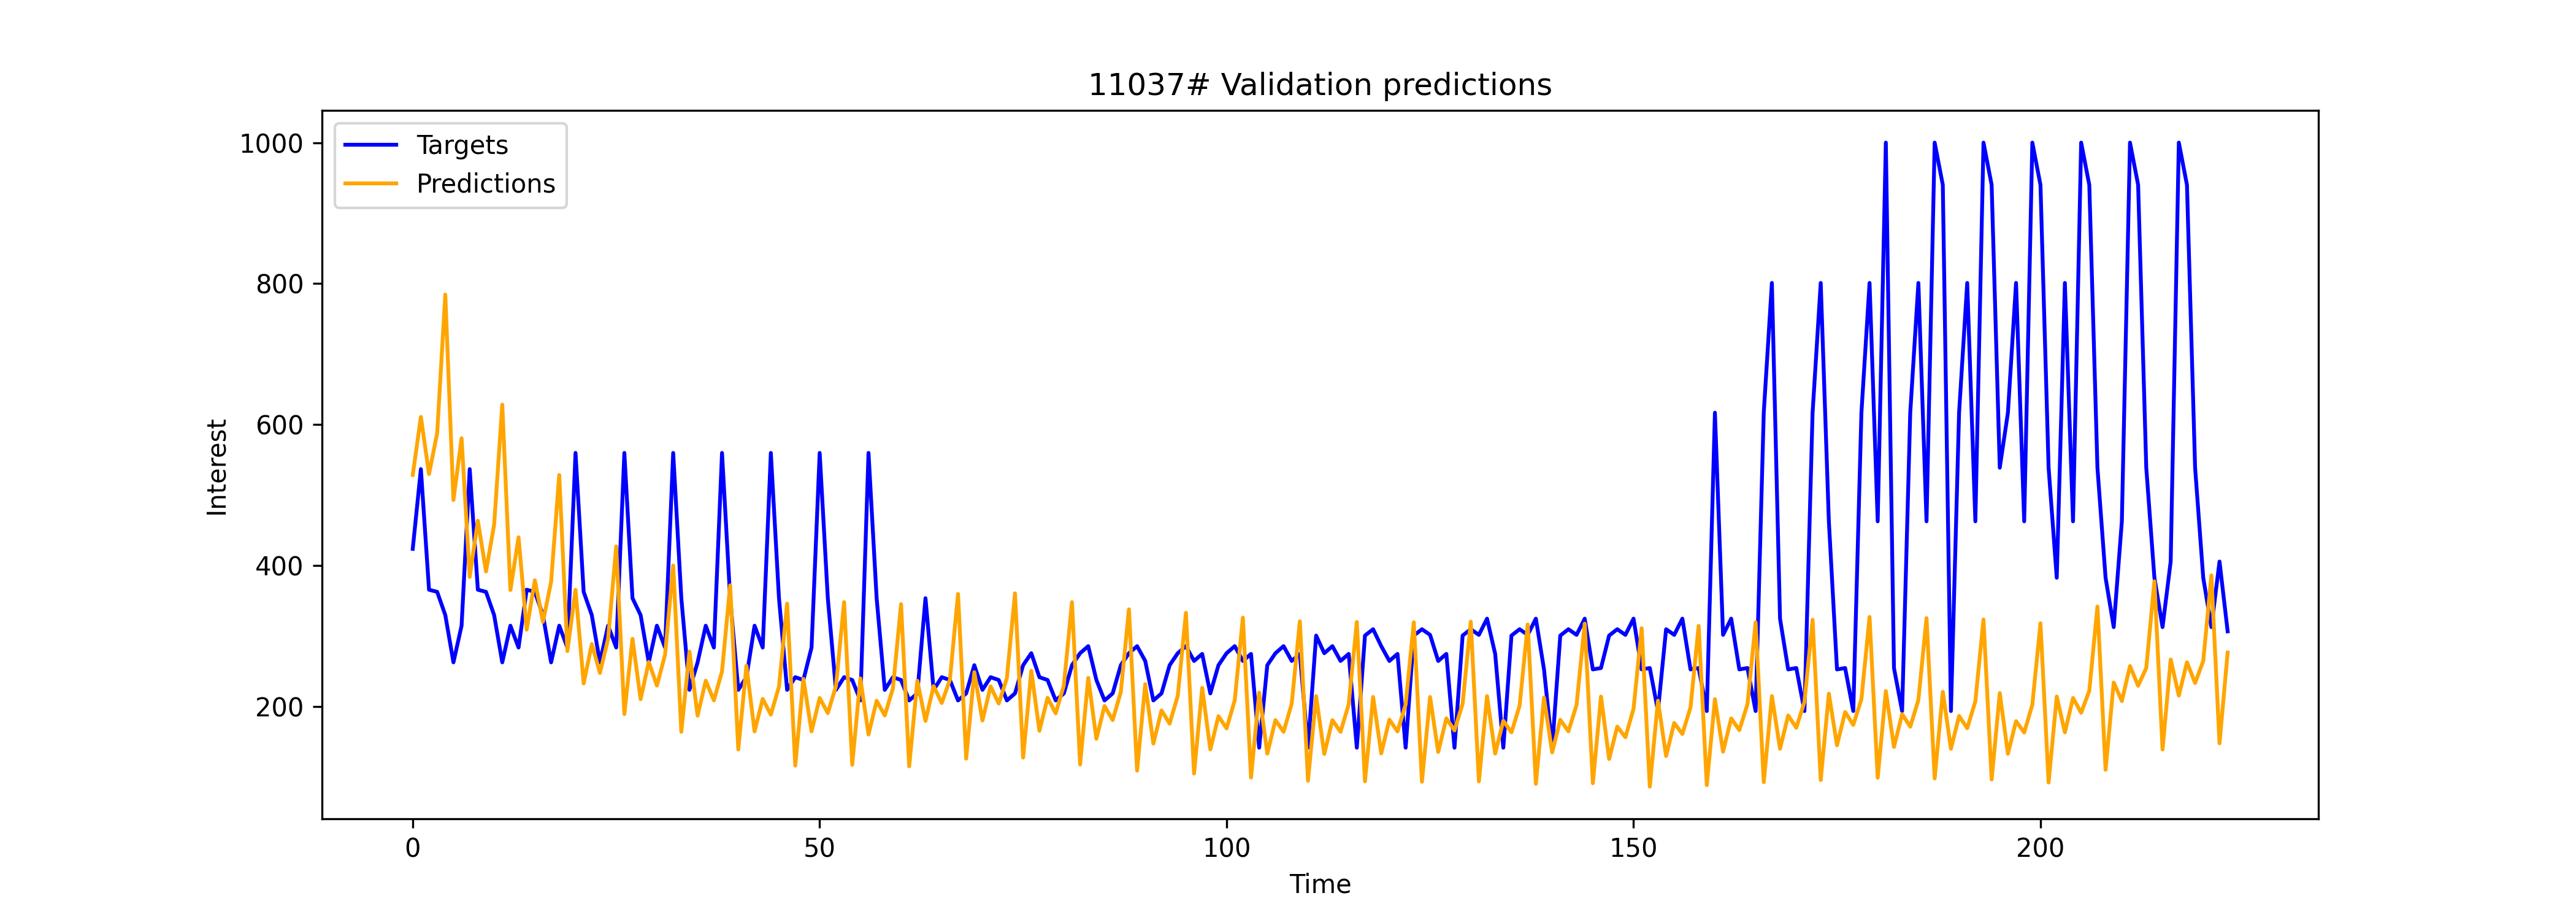 11037# Validation predictions
Targets
Predictions
1000
800
600
400
200
Interest
0 50 100 150 200
Time